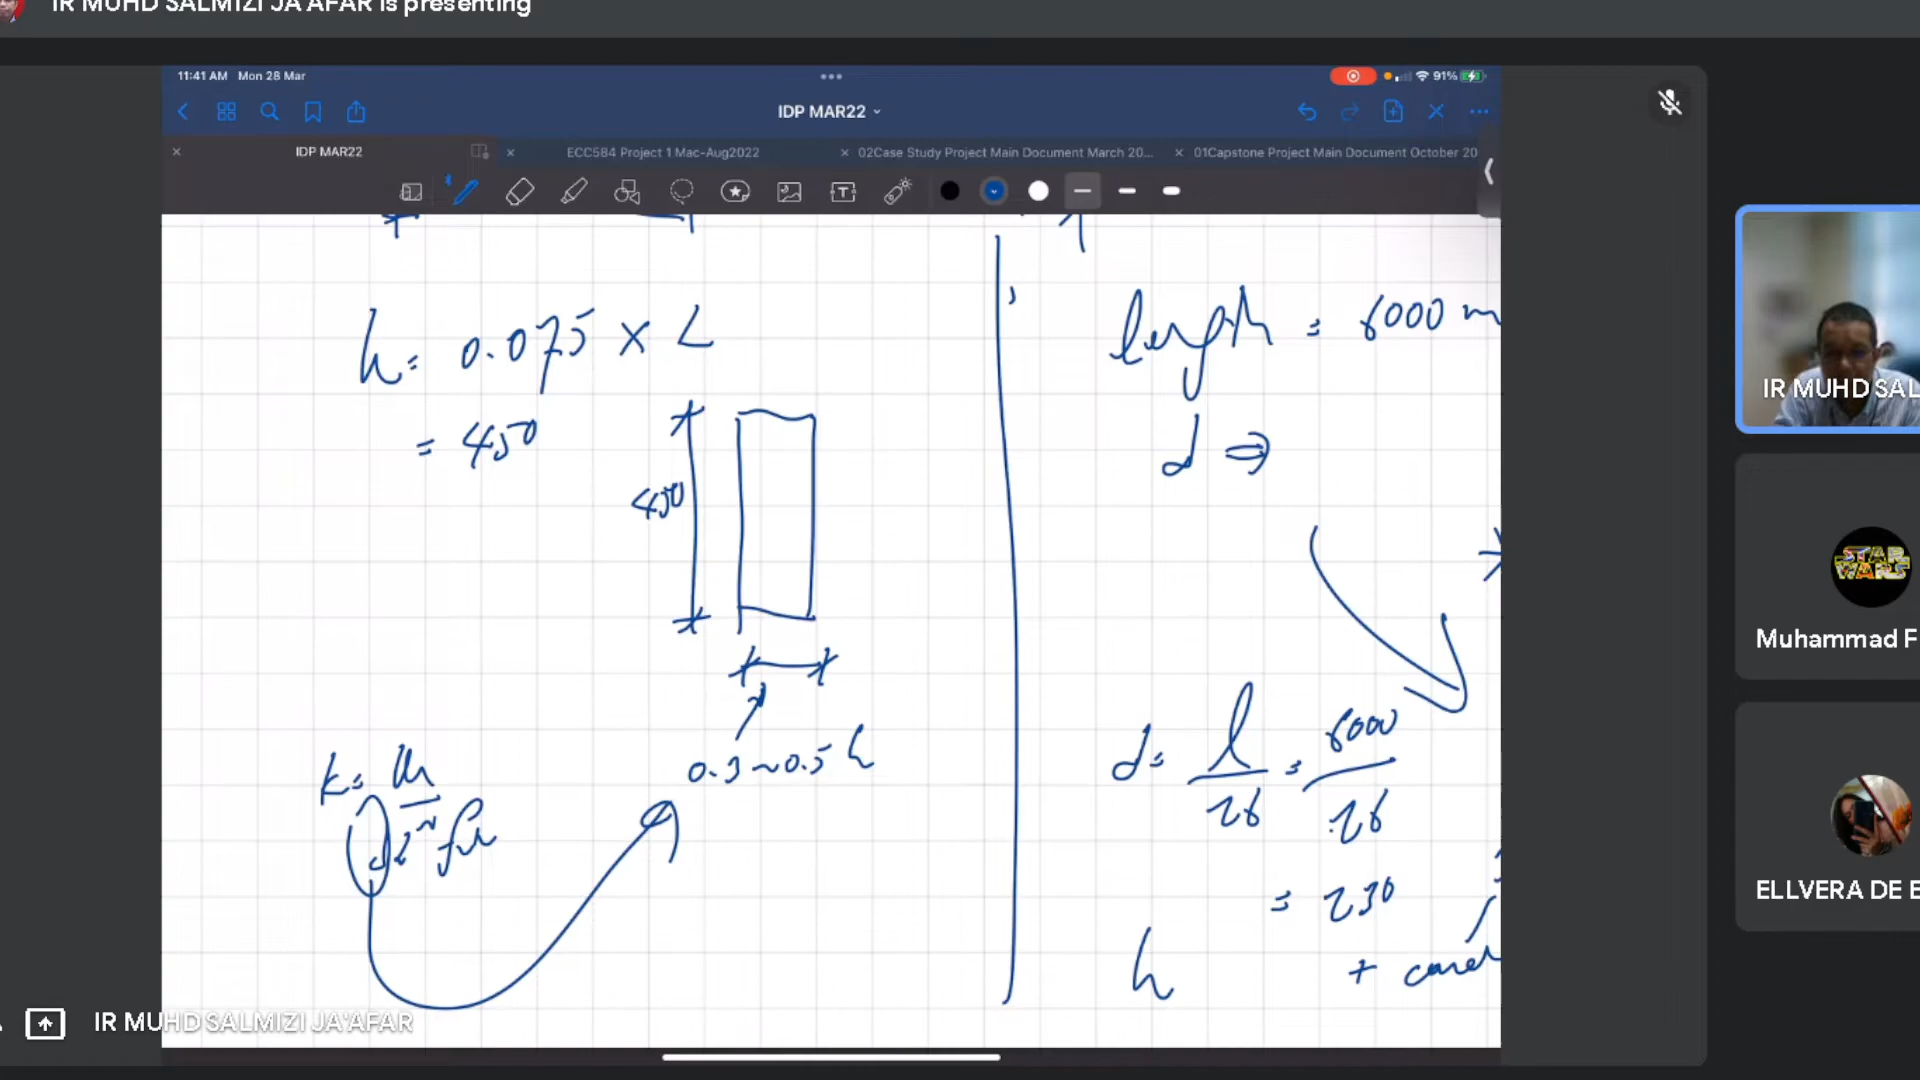 IR MUHD SALMIZI JA'AFAR is presenting
11:41 AM Mon 28 Mar
91%
IDP MAR22
IDP MAR22
ECC584 Project 1 Mac-Aug2022
02Case Study Project Main Document March 20...
01Capstone Project Main Document October 20
h = 0.075 × L
= 450
450
0.3 ~ 0.5 h
k =
length = 6000 m
d ⇒
d = l/26 = 6000/26
= 230
h
+
IR MUHD SAL
Muhammad F
ELLVERA DE E
STAR WARS
IR MUHD SALMIZI JA'AFAR